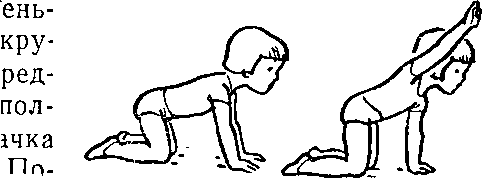 ень-
кру-
ред-
пол-
ачка
По-